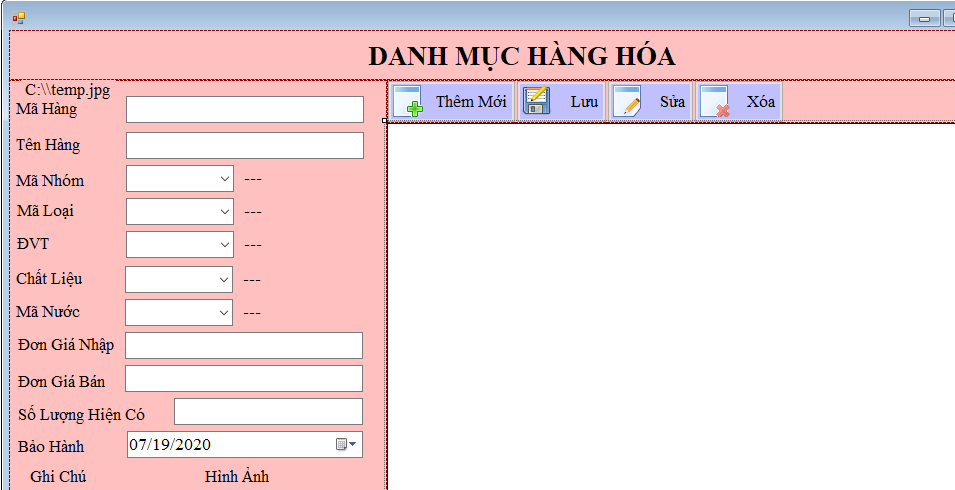 DANH MỤC HÀNG HÓA
C:\\temp.jpg
Thêm Mới Lưu Sửa Xóa
Mã Hàng
Tên Hàng
Mã Nhóm ---
Mã Loại ---
ĐVT ---
Chất Liệu ---
Mã Nước ---
Đơn Giá Nhập
Đơn Giá Bán
Số Lượng Hiện Có
Bảo Hành 07/19/2020
Ghi Chú Hình Ảnh